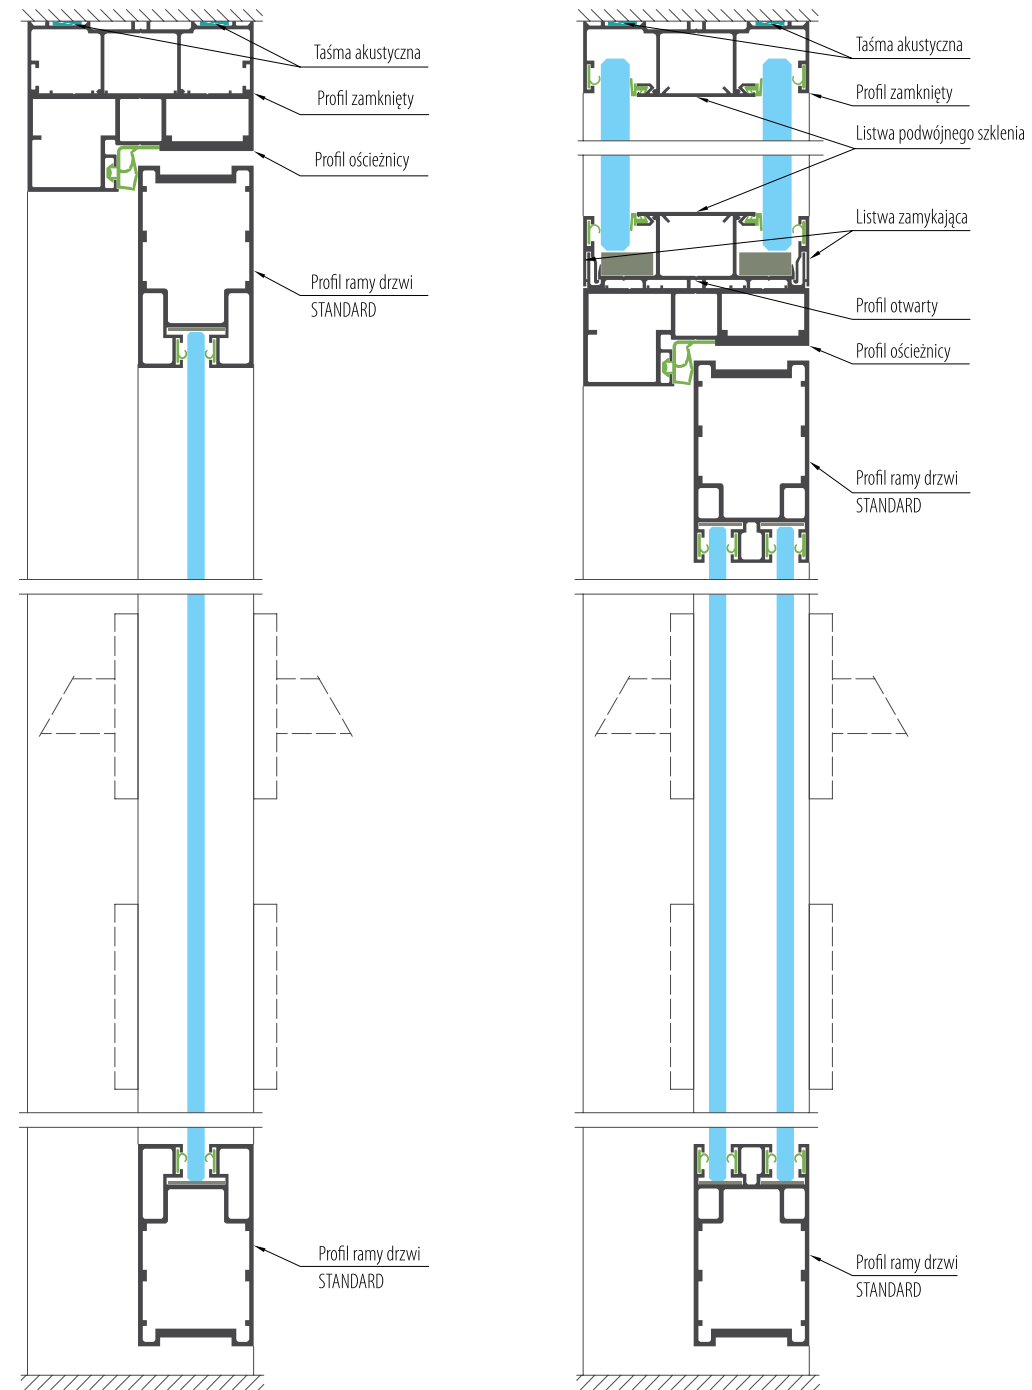 Taśma akustyczna
Profil zamknięty
Profil ościeżnicy
Profil ramy drzwi
STANDARD
Profil ramy drzwi
STANDARD
Taśma akustyczna
Profil zamknięty
Listwa podwójnego szklenia
Listwa zamykająca
Profil otwarty
Profil ościeżnicy
Profil ramy drzwi
STANDARD
Profil ramy drzwi
STANDARD